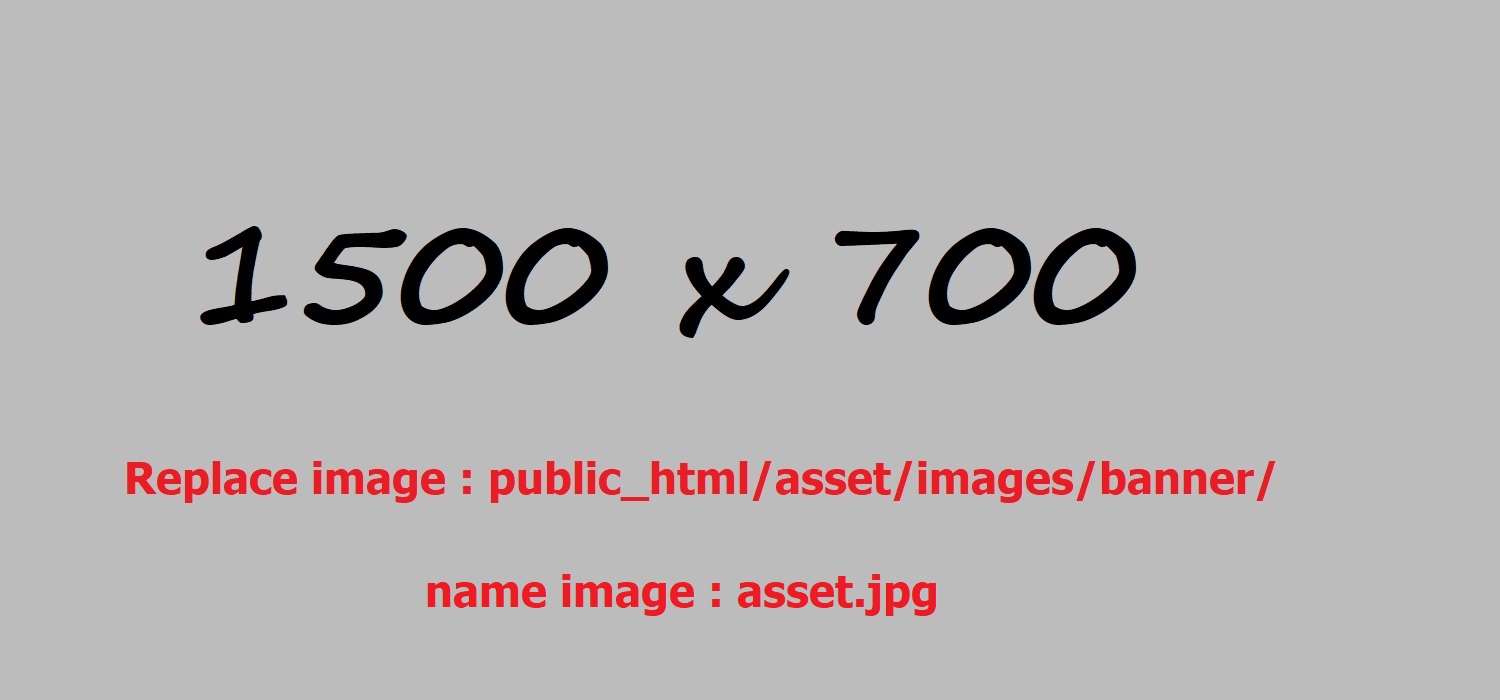 1500 x 700
Replace image : public_html/asset/images/banner/
name image : asset.jpg